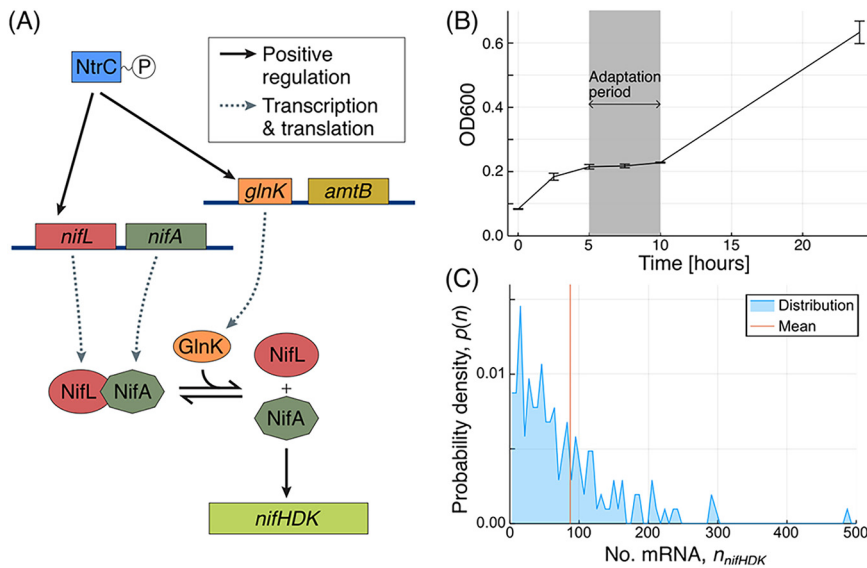 (A)
NtrC
P
Positive
regulation
Transcription
& translation
glnK
amtB
nifL
nifA
GlnK
NifL
NifA
NifL
+
NifA
nifHDK
(B)
OD600
0.6
0.4
0.2
0.0
Adaptation
period
0
5
10
15
20
Time [hours]
(C)
Probability density, p(n)
0.01
0.00
Distribution
Mean
0
100
200
300
400
500
No. mRNA, nnifHDK